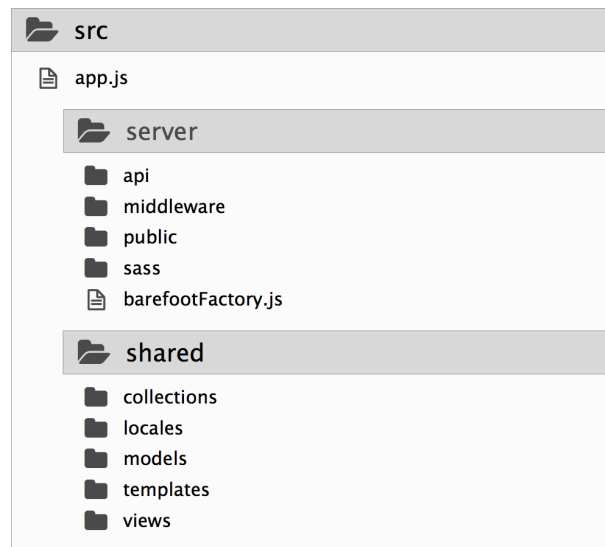 src
app.js
server
api
middleware
public
sass
barefootFactory.js
shared
collections
locales
models
templates
views